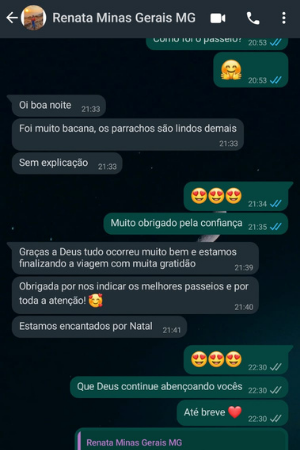 Renata Minas Gerais MG
Como foi o passeio? 20:53
20:53
Oi boa noite 21:33
Foi muito bacana, os parrachos são lindos demais
21:33
Sem explicação 21:33
21:34
Muito obrigado pela confiança 21:35
Graças a Deus tudo ocorreu muito bem e estamos
finalizando a viagem com muita gratidão
21:39
Obrigada por nos indicar os melhores passeios e por
toda a atenção! 🥰
21:40
Estamos encantados por Natal 21:41
22:30
Que Deus continue abençoando vocês 22:30
Até breve ❤️ 22:30
Renata Minas Gerais MG